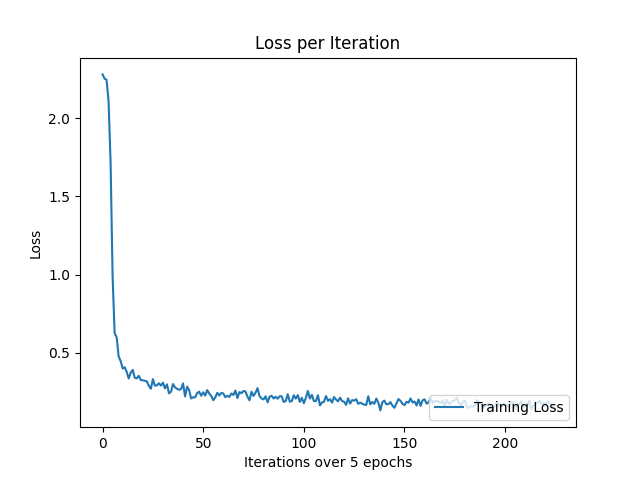 Loss per Iteration
2.0
1.5
1.0
0.5
Loss
0 50 100 150 200
Iterations over 5 epochs
Training Loss